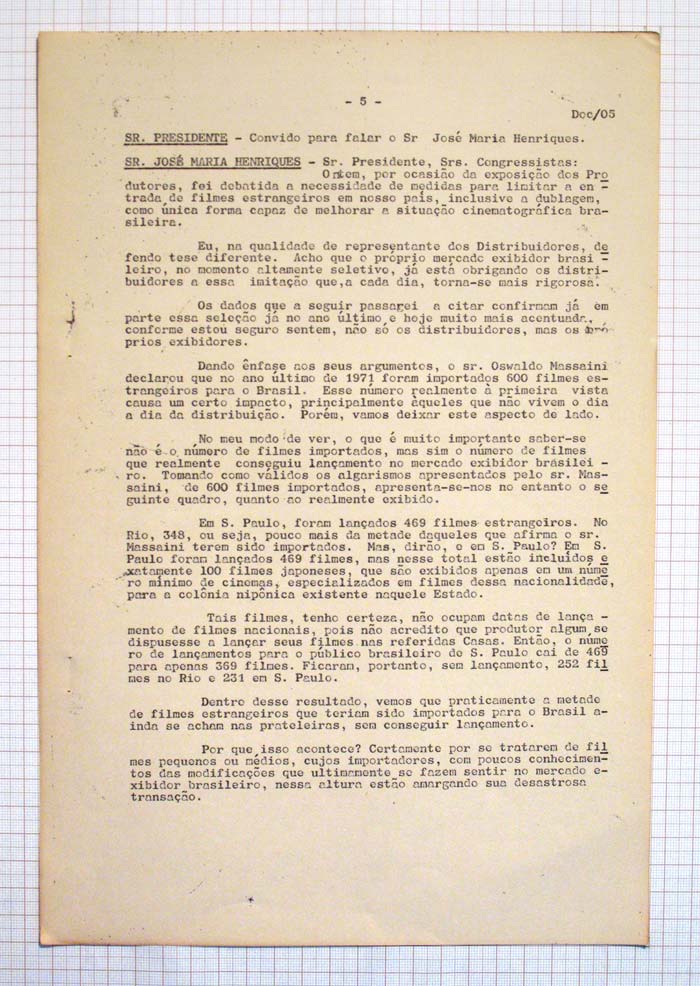 - 5 -
Doc/05
SR. PRESIDENTE - Convido para falar o Sr José Maria Henriques.
SR. JOSÉ MARIA HENRIQUES - Sr. Presidente, Srs. Congressistas:
Ontem, por ocasião da exposição dos Pro
dutores, foi debatida a necessidade de medidas para limitar a en -
trada de filmes estrangeiros em nosso país, inclusive a dublagem,
como única forma capaz de melhorar a situação cinematográfica bra-
sileira.
Eu, na qualidade de representante dos Distribuidores, de
fendo tese diferente. Acho que o próprio mercado exibidor brasi -
leiro, no momento altamente seletivo, já está obrigando os distri-
buidores a essa imitação que,a cada dia, torna-se mais rigorosa.
Os dados que a seguir passarei a citar confirmam já em
parte essa seleção já no ano último,e hoje muito mais acentuada,
conforme estou seguro sentem, não só os distribuidores, mas os pró
prios exibidores.
Dando ênfase aos seus argumentos, o sr. Oswaldo Massaini
declarou que no ano último de 1971 foram importados 600 filmes es-
trangeiros para o Brasil. Esse número realmente à primeira vista
causa um certo impacto, principalmente àqueles que não vivem o dia
a dia da distribuição. Porém, vamos deixar este aspecto de lado.
No meu modo de ver, o que é muito importante saber-se
não é o número de filmes importados, mas sim o número de filmes
que realmente conseguiu lançamento no mercado exibidor brasilei -
ro. Tomando como válidos os algarismos apresentados pelo sr. Mas-
saini, de 600 filmes importados, apresenta-se-nos no entanto o se
guinte quadro, quanto ao realmente exibido.
Em S. Paulo, foram lançados 469 filmes estrangeiros. No
Rio, 348, ou seja, pouco mais da metade daqueles que afirma o sr.
Massaini terem sido importados. Mas, dirão, e em S. Paulo? Em S.
Paulo foram lançados 469 filmes, mas nesse total estão incluidos e
xatamente 100 filmes japoneses, que são exibidos apenas em um núme
ro mínimo de cinemas, especializados em filmes dessa nacionalidade,
para a colônia nipônica existente naquele Estado.
Tais filmes, tenho certeza, não ocupam datas de lança -
mento de filmes nacionais, pois não acredito que produtor algum se
dispusesse a lançar seus filmes nas referidas Casas. Então, o núme
ro de lançamentos para o público brasileiro de S. Paulo cai de 469
para apenas 369 filmes. Ficaram, portanto, sem lançamento, 252 fil
mes no Rio e 231 em S. Paulo.
Dentro desse resultado, vemos que praticamente a metade
de filmes estrangeiros que teriam sido importados para o Brasil a-
inda se acham nas prateleiras, sem conseguir lançamento.
Por que isso acontece? Certamente por se tratarem de fil
mes pequenos ou médios, cujos importadores, com poucos conhecimen-
tos das modificações que ultimamente se fazem sentir no mercado e-
xibidor brasileiro, nessa altura estão amargando sua desastrosa
transação.